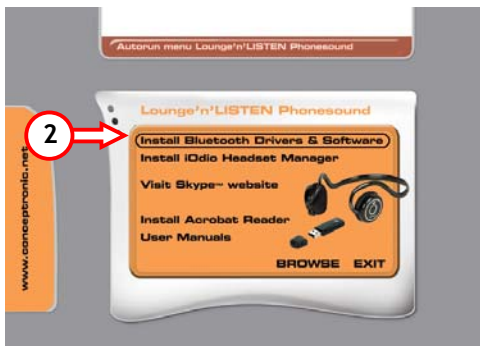 Autorun menu Lounge'n'LISTEN Phonesound
Lounge'n'LISTEN Phonesound
2
Install Bluetooth Drivers & Software
Install iOdio Headset Manager
Visit Skype™ website
Install Acrobat Reader
User Manuals
BROWSE EXIT
www.conceptronic.net